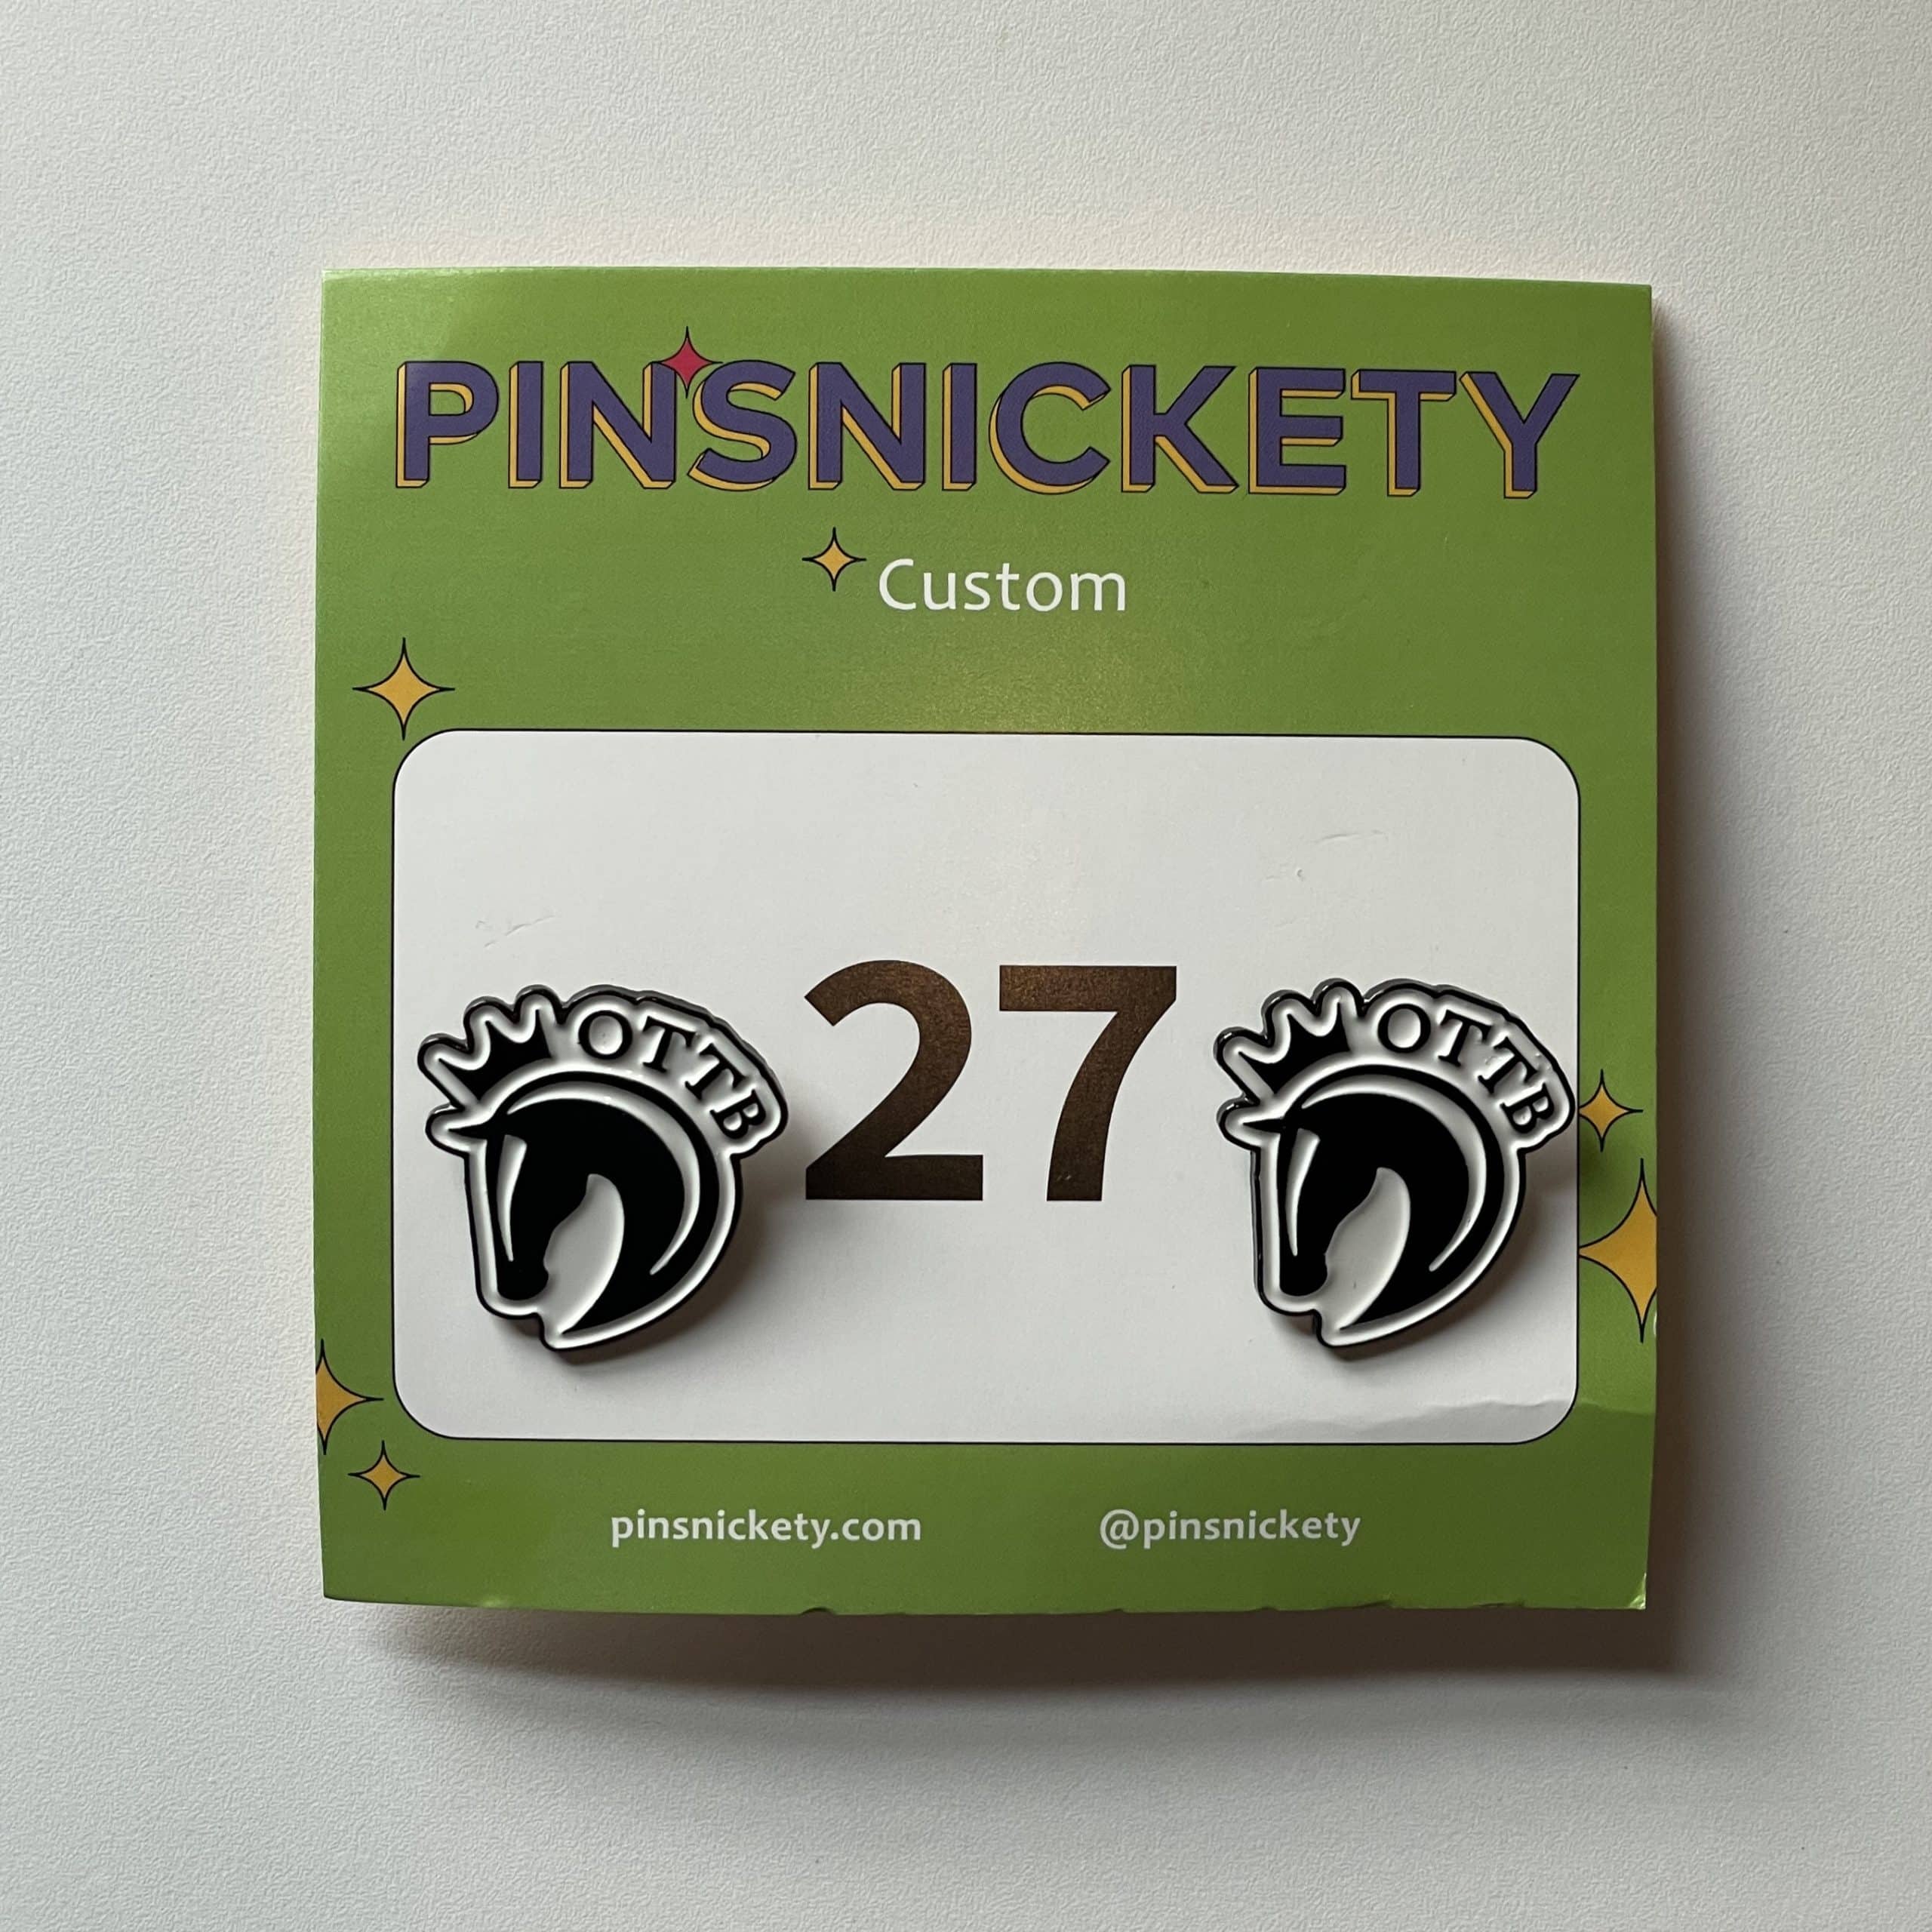 PINSNICKETY
Custom
OTTB
27
OTTB
pinsnickety.com
@pinsnickety